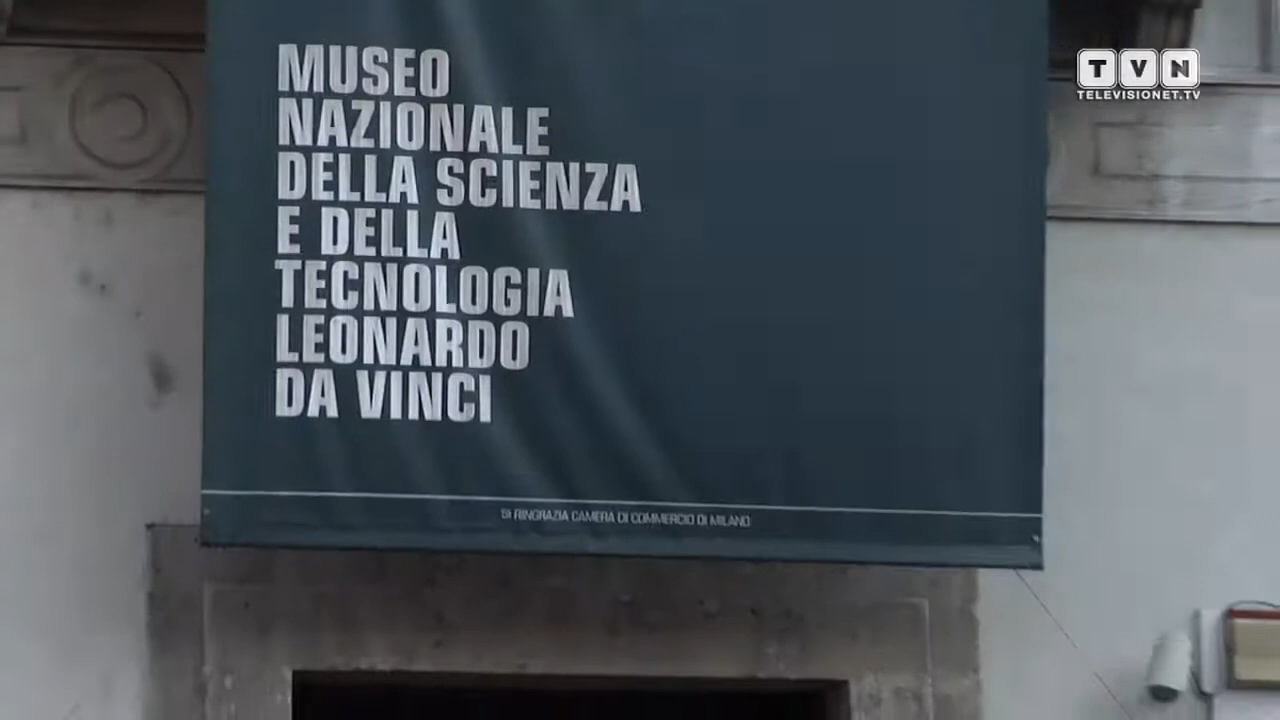 MUSEO
NAZIONALE
DELLA SCIENZA
E DELLA
TECNOLOGIA
LEONARDO
DA VINCI
SI RINGRAZIA CAMERA DI COMMERCIO DI MILANO
TVN
TELEVISIONET.TV